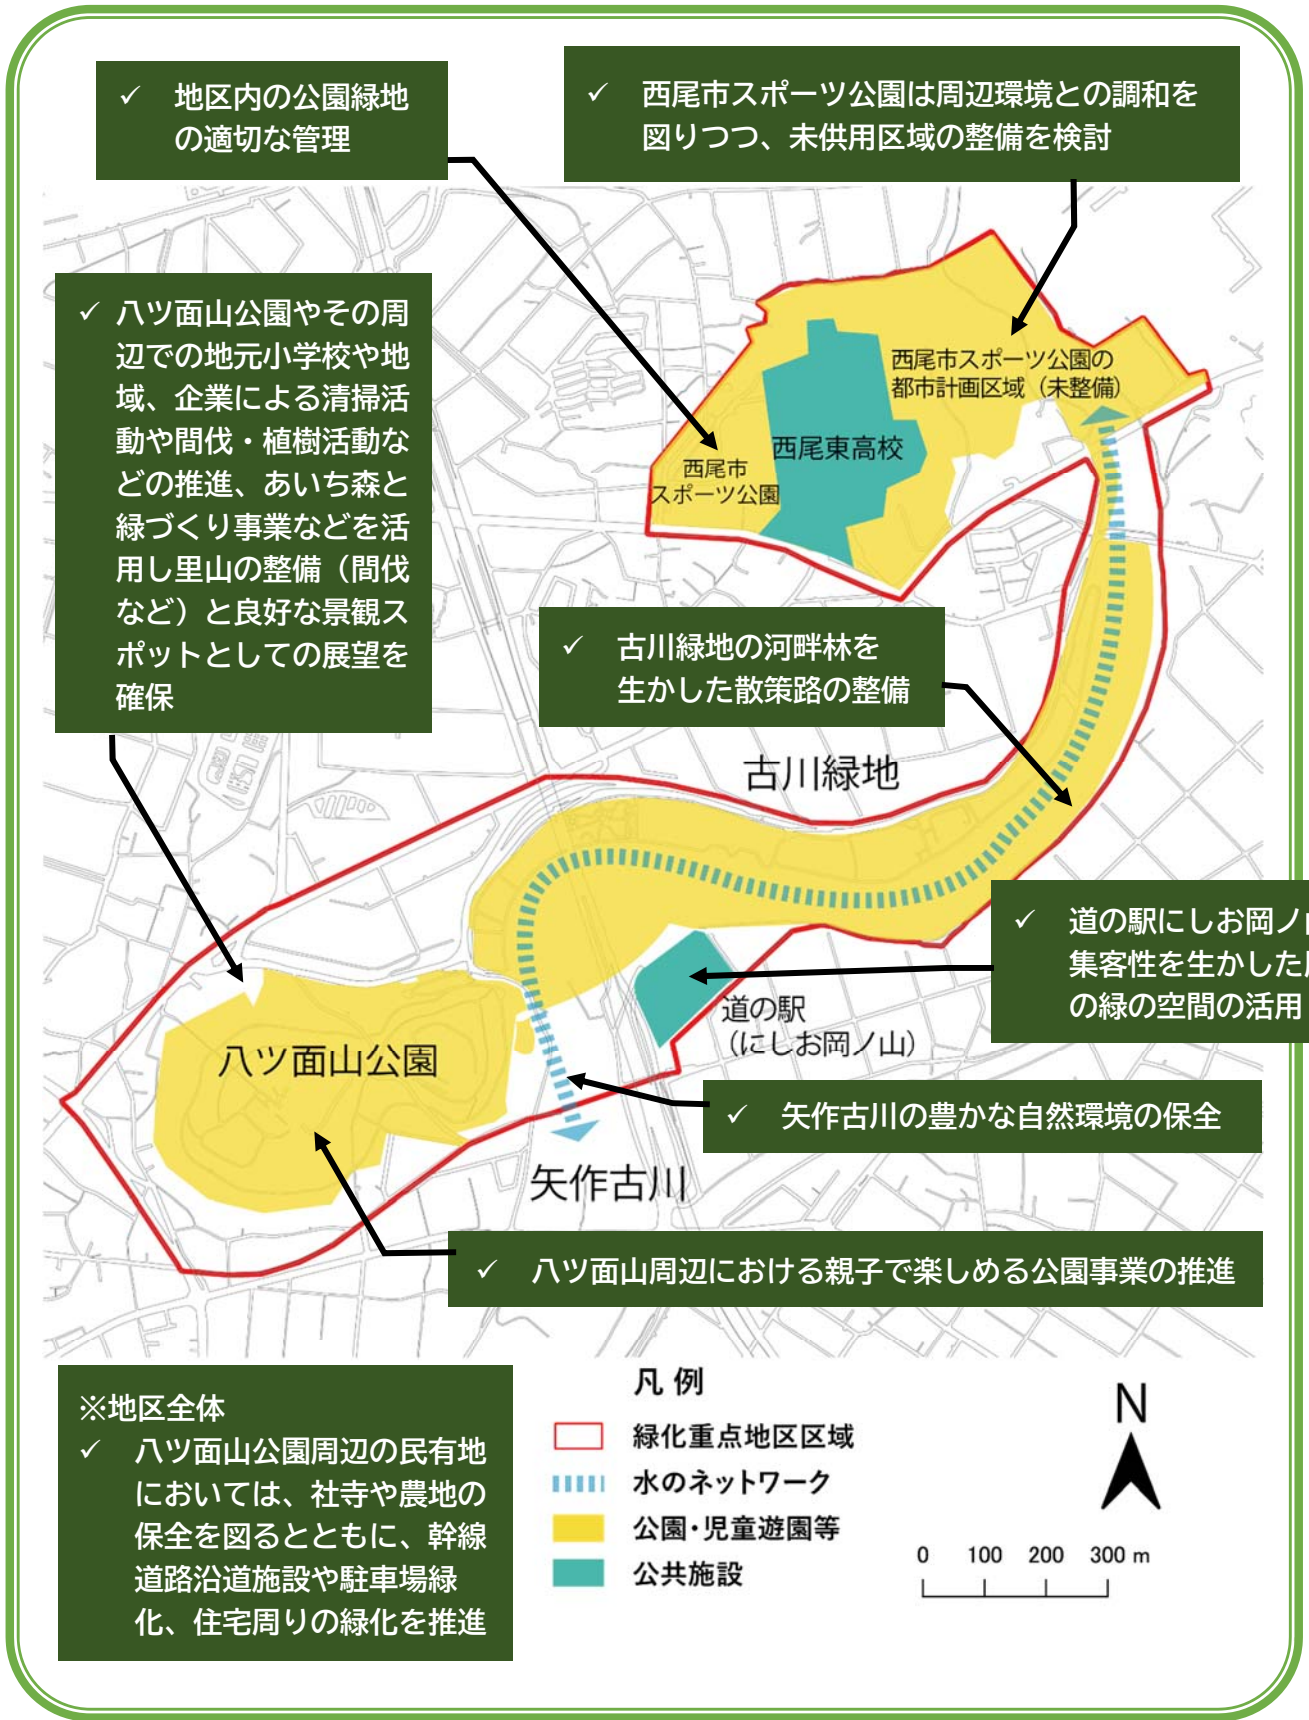 ✓ 地区内の公園緑地
の適切な管理
✓ 西尾市スポーツ公園は周辺環境との調和を
図りつつ、未供用区域の整備を検討
✓ 八ツ面山公園やその周
辺での地元小学校や地
域、企業による清掃活
動や間伐・植樹活動な
どの推進、あいち森と
緑づくり事業などを活
用し里山の整備（間伐
など）と良好な景観ス
ポットとしての展望を
確保
西尾市スポーツ公園の
都市計画区域（未整備）
西尾東高校
西尾市
スポーツ公園
✓ 古川緑地の河畔林を
生かした散策路の整備
古川緑地
✓ 道の駅にしお岡ノ
集客性を生かした
の緑の空間の活用
道の駅
（にしお岡ノ山）
八ツ面山公園
✓ 矢作古川の豊かな自然環境の保全
矢作古川
✓ 八ツ面山周辺における親子で楽しめる公園事業の推進
※地区全体
✓ 八ツ面山公園周辺の民有地
においては、社寺や農地の
保全を図るとともに、幹線
道路沿道施設や駐車場緑
化、住宅周りの緑化を推進
凡例
緑化重点地区区域
水のネットワーク
公園・児童遊園等
公共施設
N
0 100 200 300 m